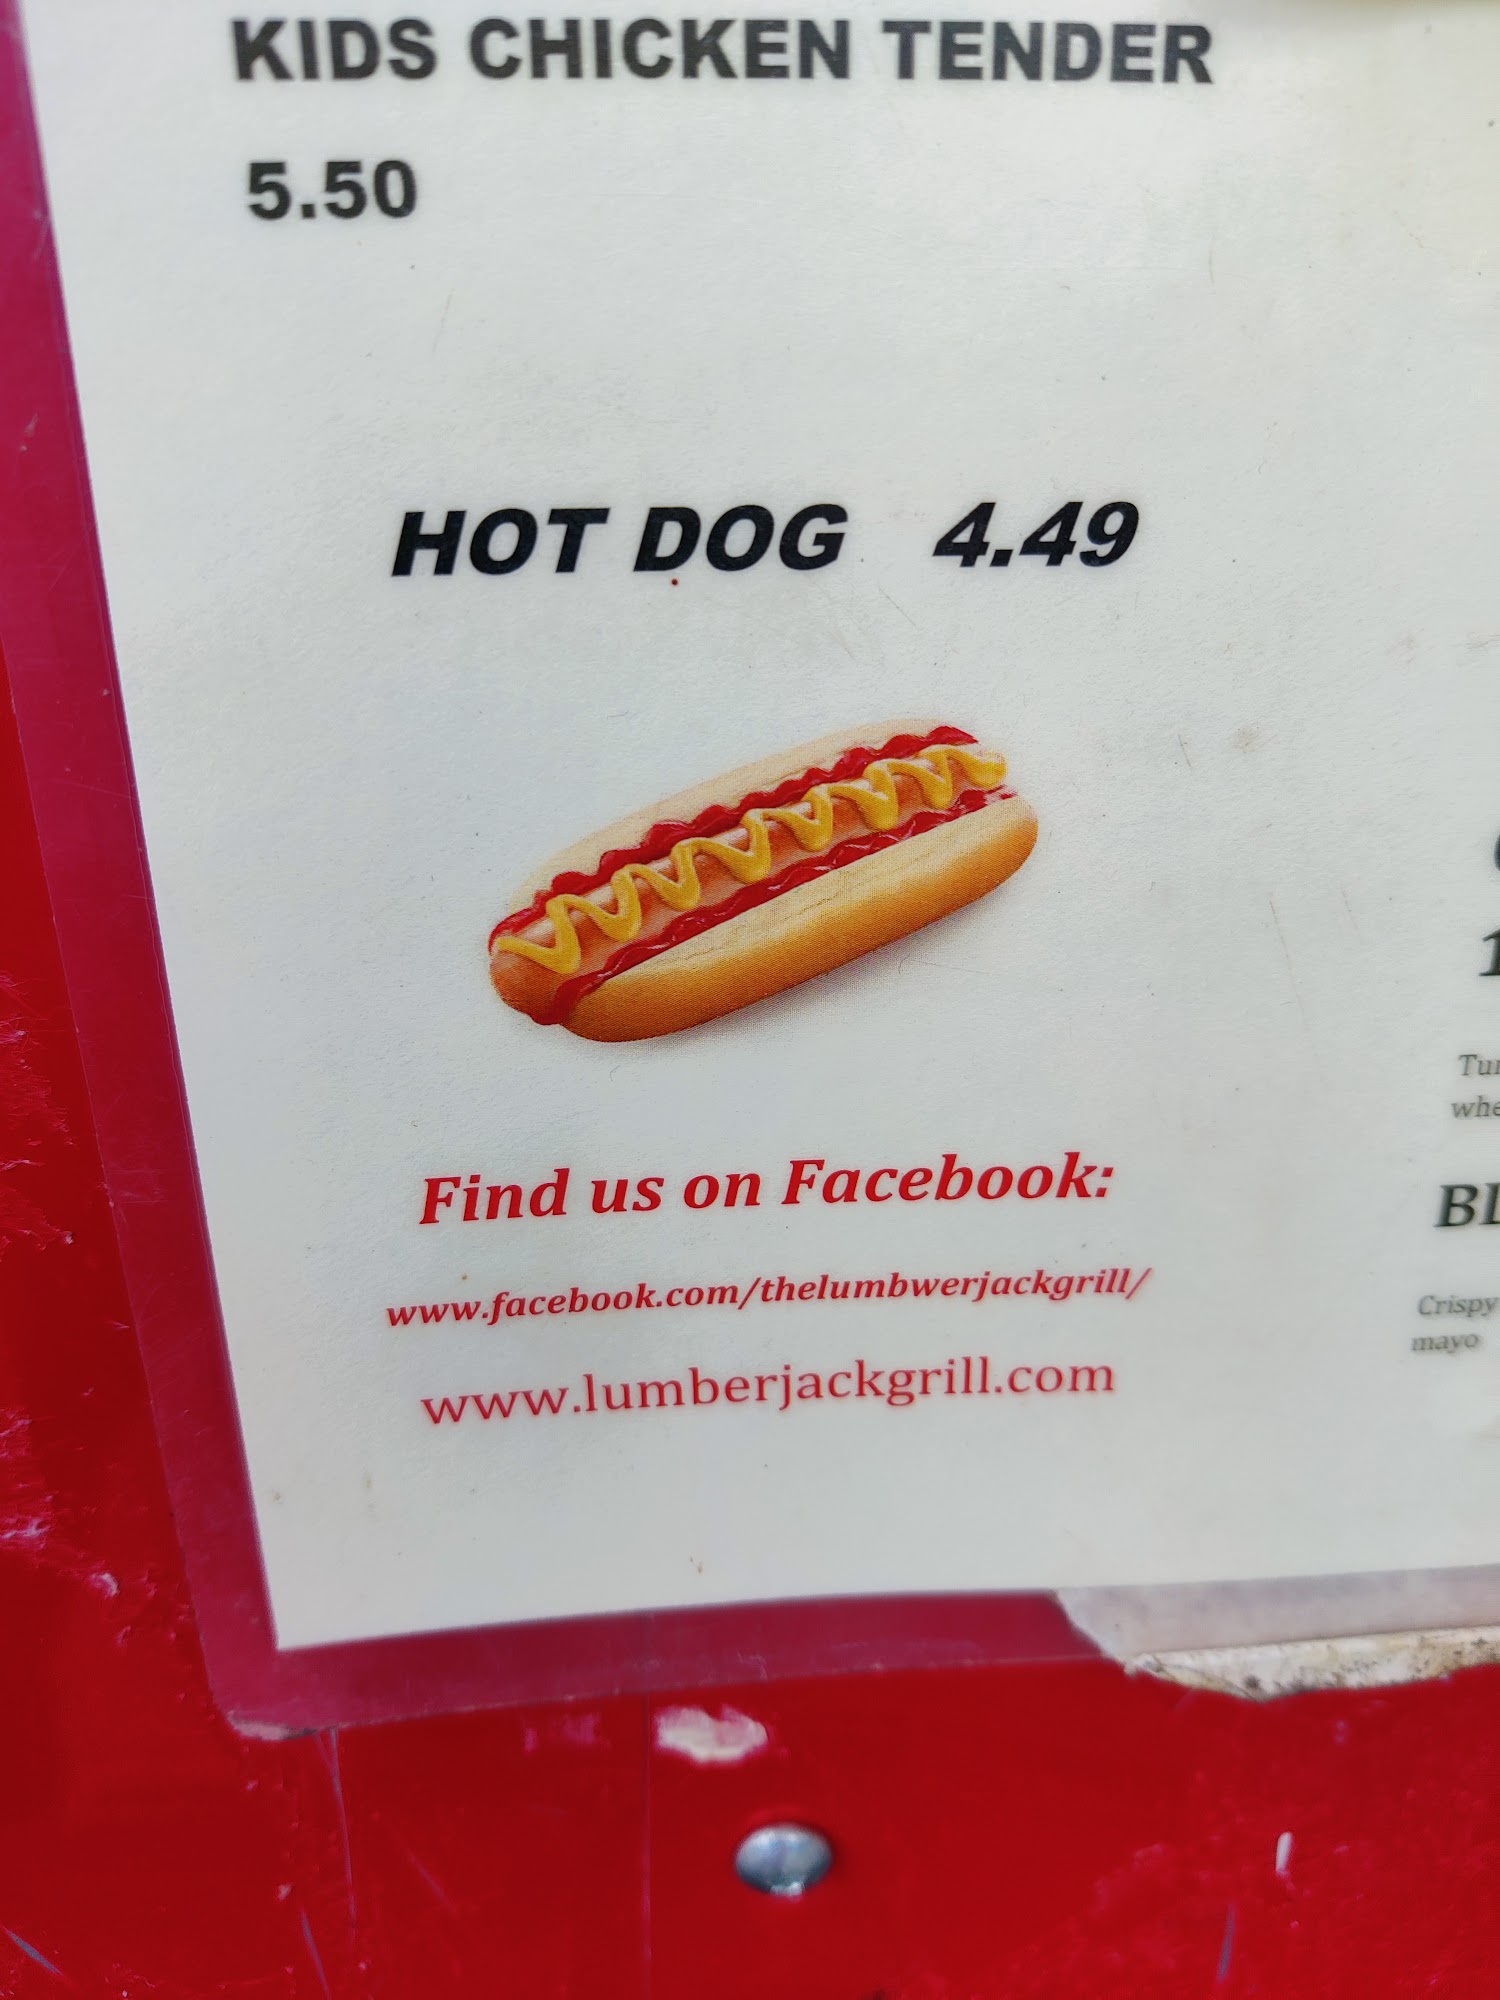 KIDS CHICKEN TENDER
5.50
HOT DOG 4.49
Find us on Facebook:
www.facebook.com/thelumbwerjackgrill/
www.lumberjackgrill.com
Crispy
mayo